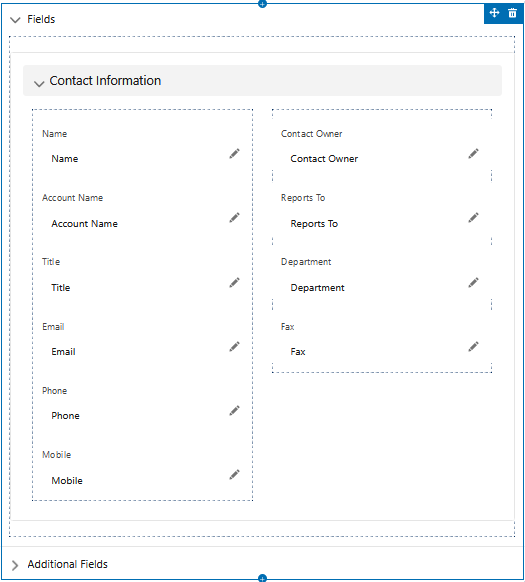 Fields
Contact Information
Name
Name
Account Name
Account Name
Title
Title
Email
Email
Phone
Phone
Mobile
Mobile
Contact Owner
Contact Owner
Reports To
Reports To
Department
Department
Fax
Fax
Additional Fields